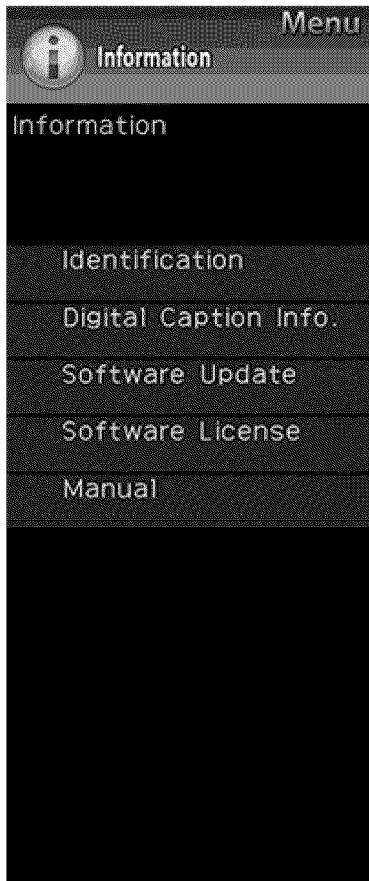 Menu
Information
Information
Identification
Digital Caption Info.
Software Update
Software License
Manual